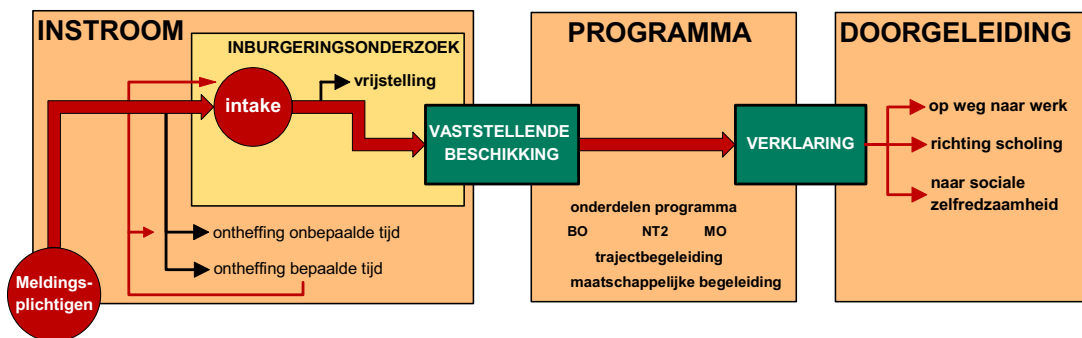 INSTROOM
INBURGERINGSONDERZOEK
vrijstelling
intake
VASTSTELLENDE
BESCHIKKING
ontheffing onbepaalde tijd
ontheffing bepaalde tijd
Meldings-
plichtigen
PROGRAMMA
onderdelen programma
BO NT2 MO
trajectbegeleiding
maatschappelijke begeleiding
VERKLARING
DOORGELEIDING
op weg naar werk
richting scholing
naar sociale
zelfredzaamheid